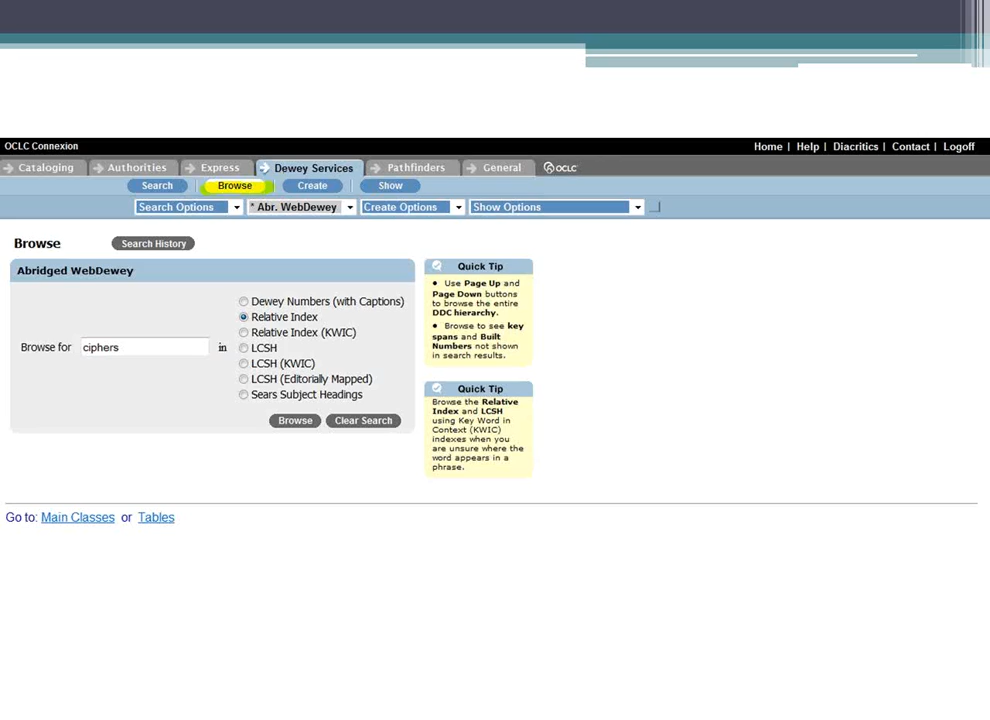 OCLC Connexion
Home | Help | Diacritics | Contact | Logoff
Cataloging Authorities Express Dewey Services Pathfinders General OCLC
Search Browse Create Show
Search Options * Abr. WebDewey Create Options Show Options
Browse Search History
Abridged WebDewey
Browse for ciphers in
Dewey Numbers (with Captions)
Relative Index
Relative Index (KWIC)
LCSH
LCSH (KWIC)
LCSH (Editorially Mapped)
Sears Subject Headings
Browse Clear Search
Quick Tip
• Use Page Up and
Page Down buttons
to browse the entire
DDC hierarchy.
• Browse to see key
spans and Built
Numbers not shown
in search results.
Quick Tip
Browse the Relative
Index and LCSH
using Key Word in
Context (KWIC)
indexes when you
are unsure where the
word appears in a
phrase.
Go to: Main Classes or Tables